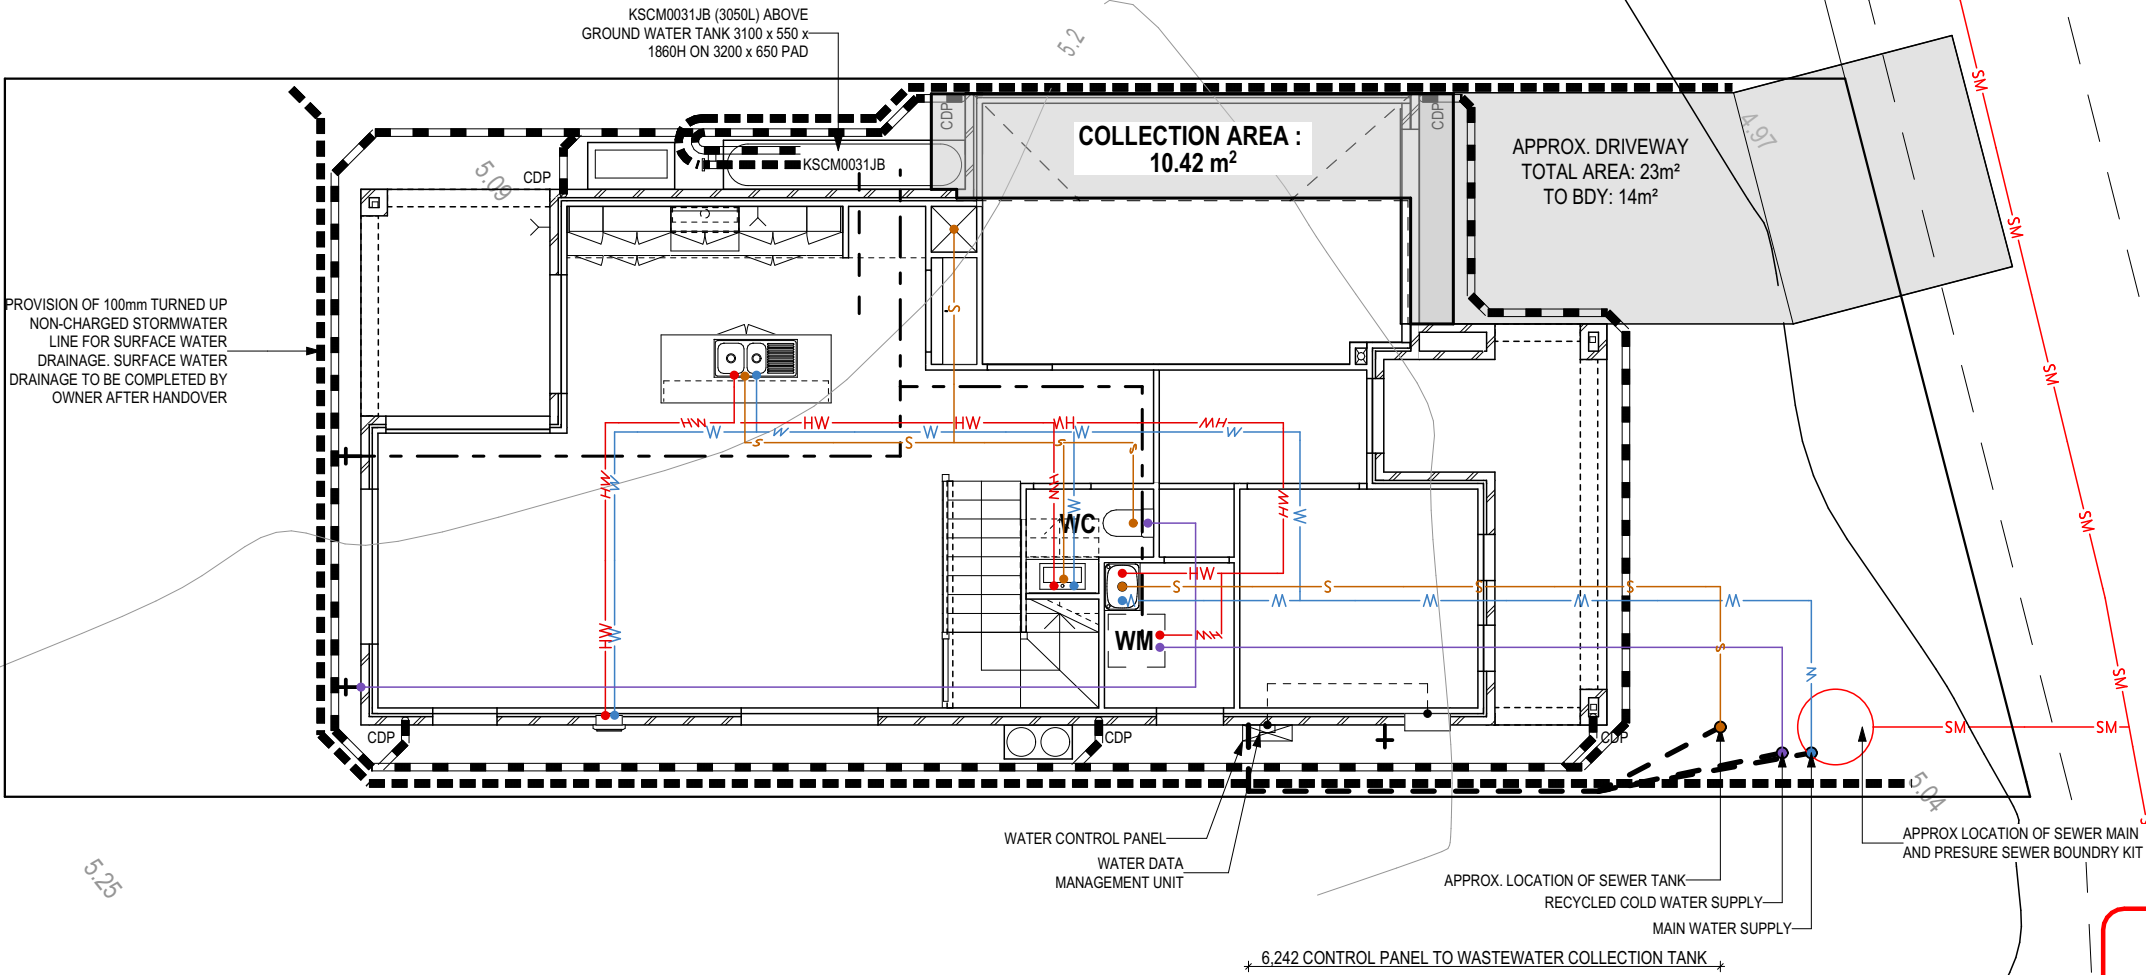 KSCM0031JB (3050L) ABOVE
GROUND WATER TANK 3100 x 550 x
1860H ON 3200 x 650 PAD
5.2
SM
CDP
COLLECTION AREA :
10.42 m²
CDP
APPROX. DRIVEWAY
TOTAL AREA: 23m²
TO BDY: 14m²
4.97
KSCM0031JB
5.09
CDP
SM
PROVISION OF 100mm TURNED UP
NON-CHARGED STORMWATER
LINE FOR SURFACE WATER
DRAINAGE. SURFACE WATER
DRAINAGE TO BE COMPLETED BY
OWNER AFTER HANDOVER
S
SM
HW
W
W
HW
S
S
W
HW
HW
S
W
S
HW
W
HW
W
HW
W
HW
W
SM
WC
HW
S
S
S
S
W
W
W
W
W
HW
W
WM
HW
S
W
SM
CDP
CDP
CDP
SM
SM
5.04
WATER CONTROL PANEL
WATER DATA
MANAGEMENT UNIT
APPROX LOCATION OF SEWER MAIN
AND PRESURE SEWER BOUNDRY KIT
5.25
APPROX. LOCATION OF SEWER TANK
RECYCLED COLD WATER SUPPLY
MAIN WATER SUPPLY
6,242 CONTROL PANEL TO WASTEWATER COLLECTION TANK